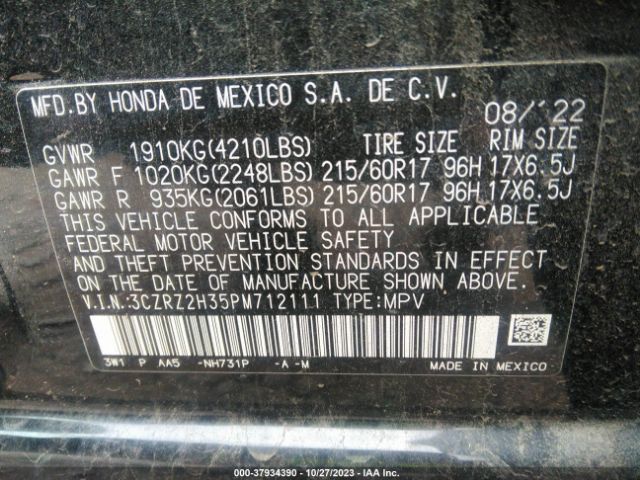 MFD.BY HONDA DE MEXICO S.A. DE C.V. 08/'22
GVWR 1910KG(4210LBS) TIRE SIZE RIM SIZE
GAWR F 1020KG(2248LBS) 215/60R17 96H 17X6.5J
GAWR R 935KG(2061LBS) 215/60R17 96H 17X6.5J
THIS VEHICLE CONFORMS TO ALL APPLICABLE
FEDERAL MOTOR VEHICLE SAFETY
AND THEFT PREVENTION STANDARDS IN EFFECT
ON THE DATE OF MANUFACTURE SHOWN ABOVE.
V.I.N.:3CZRZ2H35PM712111 TYPE:MPV
3W1 P AA5 -NH731P -A -M MADE IN MEXICO
000-37934390 - 10/27/2023 - IAA Inc.